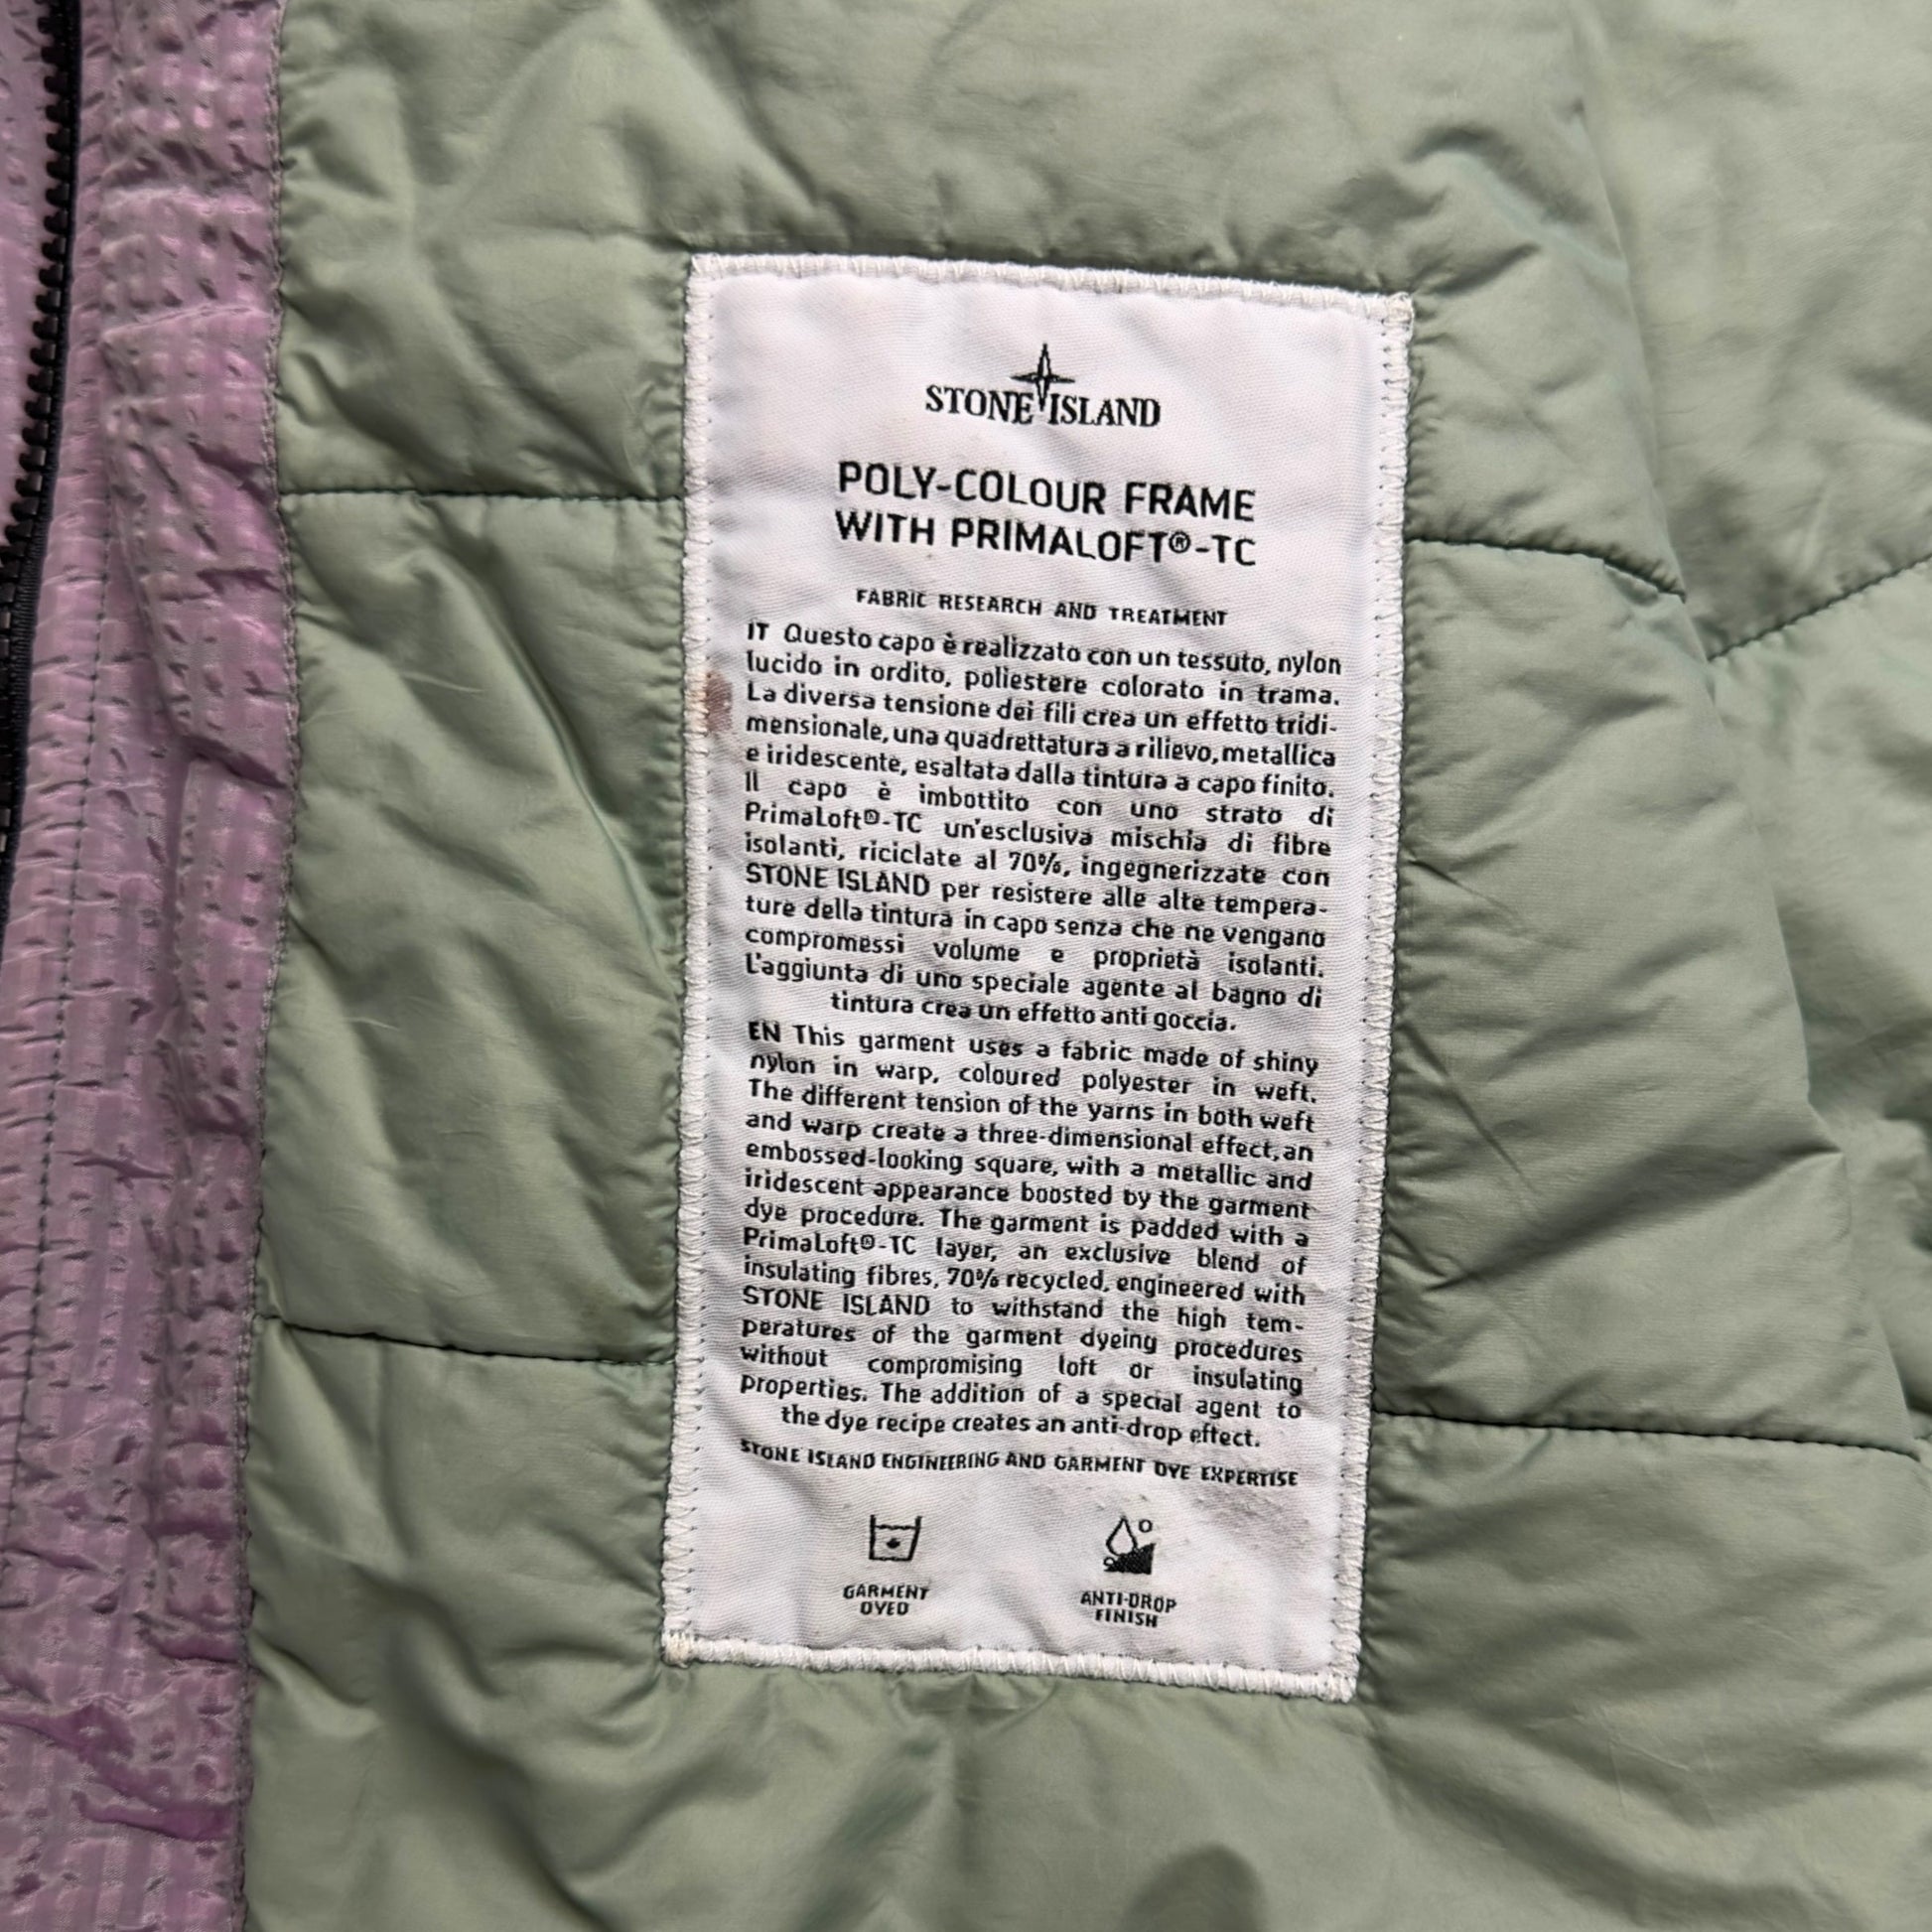 STONE ISLAND
POLY-COLOUR FRAME
WITH PRIMALOFT®-TC
FABRIC RESEARCH AND TREATMENT
IT Questo capo è realizzato con un tessuto, nylon
lucido in ordito, poliestere colorato in trama.
La diversa tensione dei fili crea un effetto tridi-
mensionale, una quadrettatura a rilievo, metallica
e iridescente, esaltata dalla tintura a capo finito.
Il capo è imbottito con uno strato di
PrimaLoft®-TC un'esclusiva mischia di fibre
isolanti, riciclate al 70%, ingegnerizzate con
STONE ISLAND per resistere alle alte tempera-
ture della tintura in capo senza che ne vengano
compromessi volume e proprietà isolanti.
L'aggiunta di uno speciale agente al bagno di
tintura crea un effetto anti goccia.
EN This garment uses a fabric made of shiny
nylon in warp, coloured polyester in weft.
The different tension of the yarns in both weft
and warp create a three-dimensional effect, an
embossed-looking square, with a metallic and
iridescent appearance boosted by the garment
dye procedure. The garment is padded with a
PrimaLoft®-TC layer, an exclusive blend of
insulating fibres, 70% recycled, engineered with
STONE ISLAND to withstand the high tem-
peratures of the garment dyeing procedures
without compromising loft or insulating
properties. The addition of a special agent to
the dye recipe creates an anti-drop effect.
STONE ISLAND ENGINEERING AND GARMENT DYE EXPERTISE
GARMENT
DYED
ANTI-DROP
FINISH